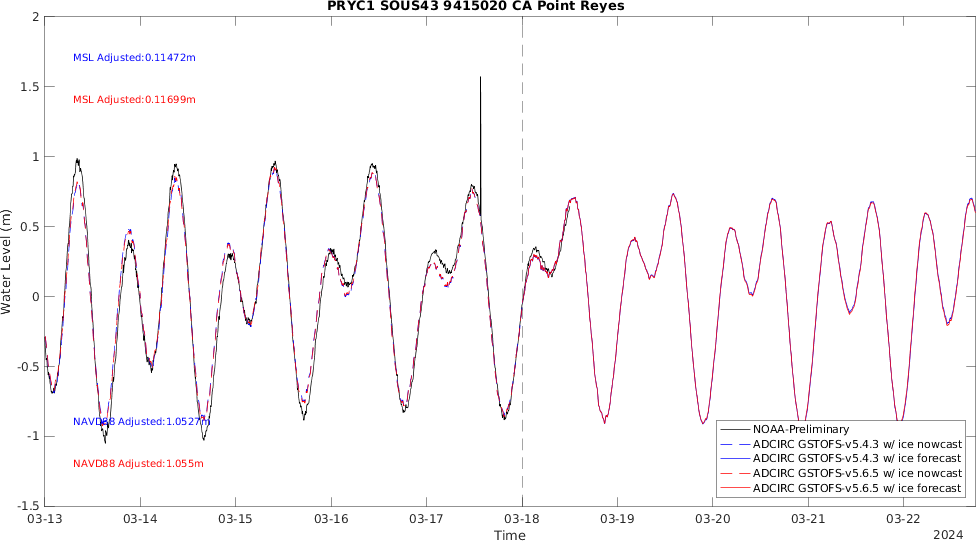 PRYC1 SOUS43 9415020 CA Point Reyes
2
1.5
1
0.5
0
-0.5
-1
-1.5
Water Level (m)
MSL Adjusted:0.11472m
MSL Adjusted:0.11699m
NAVD88 Adjusted:1.0527m
NAVD88 Adjusted:1.055m
NOAA-Preliminary
ADCIRC GSTOFS-v5.4.3 w/ ice nowcast
ADCIRC GSTOFS-v5.4.3 w/ ice forecast
ADCIRC GSTOFS-v5.6.5 w/ ice nowcast
ADCIRC GSTOFS-v5.6.5 w/ ice forecast
03-13 03-14 03-15 03-16 03-17 03-18 03-19 03-20 03-21 03-22
Time
2024